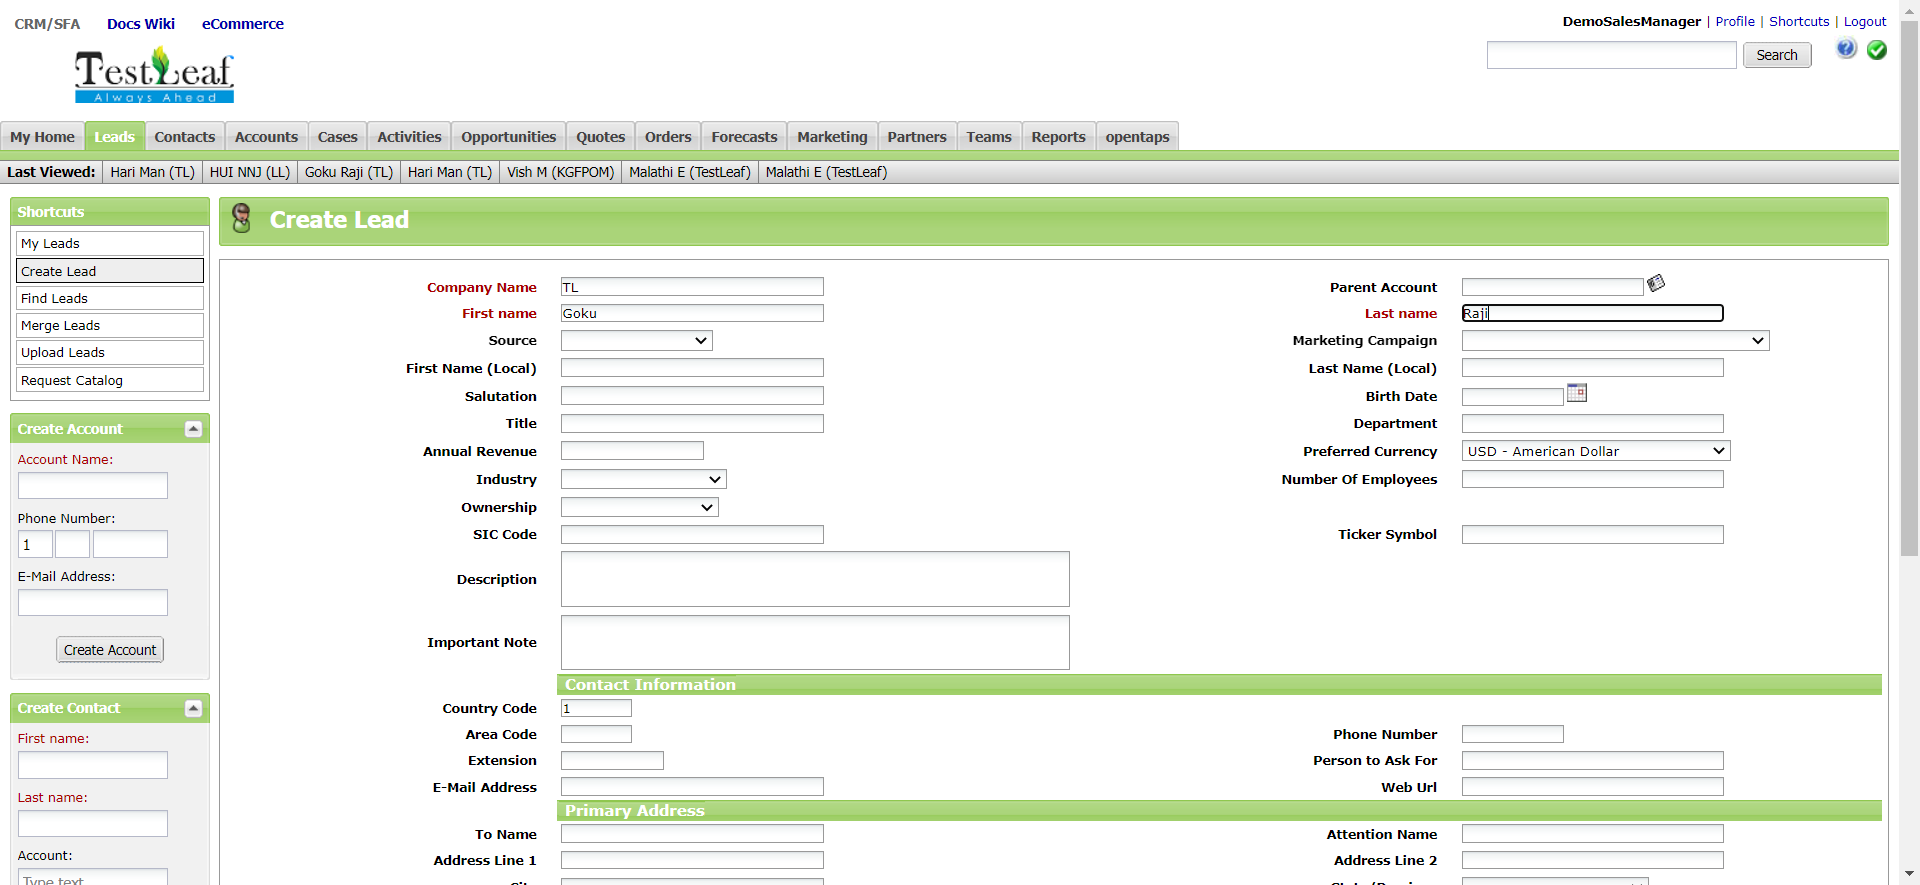 CRM/SFA Docs Wiki eCommerce
DemoSalesManager | Profile | Shortcuts | Logout
Search
TestLeaf
Always Ahead
My Home Leads Contacts Accounts Cases Activities Opportunities Quotes Orders Forecasts Marketing Partners Teams Reports opentaps
Last Viewed: Hari Man (TL) HUI NNJ (LL) Goku Raji (TL) Hari Man (TL) Vish M (KGFPOM) Malathi E (TestLeaf) Malathi E (TestLeaf)
Shortcuts
My Leads
Create Lead
Find Leads
Merge Leads
Upload Leads
Request Catalog
Create Account
Account Name:
Phone Number:
1
E-Mail Address:
Create Account
Create Contact
First name:
Last name:
Account:
Type text
Create Lead
Company Name TL Parent Account
First name Goku Last name Raji
Source Marketing Campaign
First Name (Local) Last Name (Local)
Salutation Birth Date
Title Department
Annual Revenue Preferred Currency USD - American Dollar
Industry Number Of Employees
Ownership
SIC Code Ticker Symbol
Description
Important Note
Contact Information
Country Code 1
Area Code Phone Number
Extension Person to Ask For
E-Mail Address Web Url
Primary Address
To Name Attention Name
Address Line 1 Address Line 2